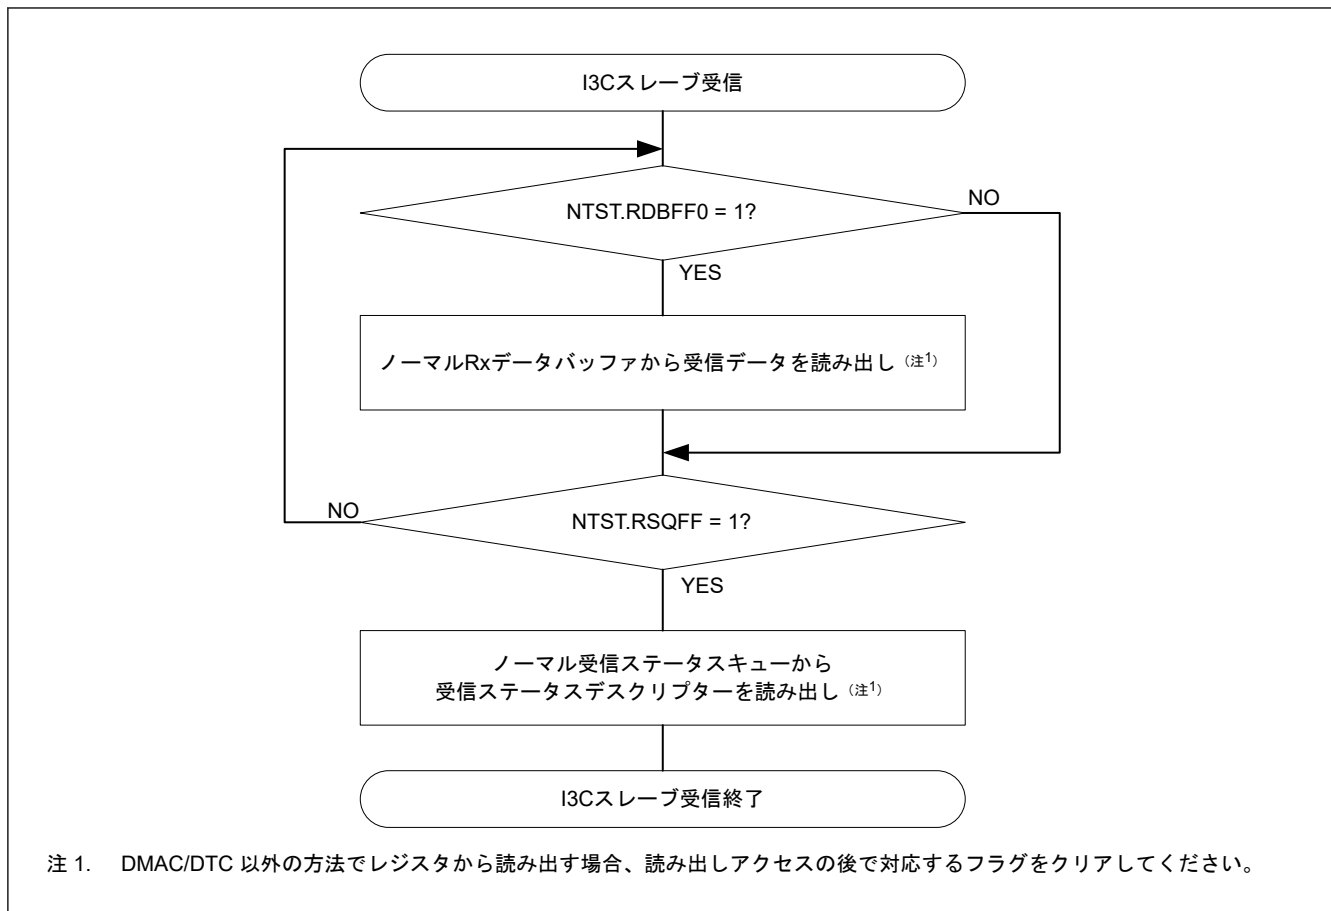 I3Cスレーブ受信
NTST.RDBFF0 = 1?
NO
YES
ノーマルRxデータバッファから受信データを読み出し（注1）
NO
NTST.RSQFF = 1?
YES
ノーマル受信ステータスキューから
受信ステータスデスクリプターを読み出し（注1）
I3Cスレーブ受信終了
注 1. DMAC/DTC 以外の方法でレジスタから読み出す場合、読み出しアクセスの後で対応するフラグをクリアしてください。